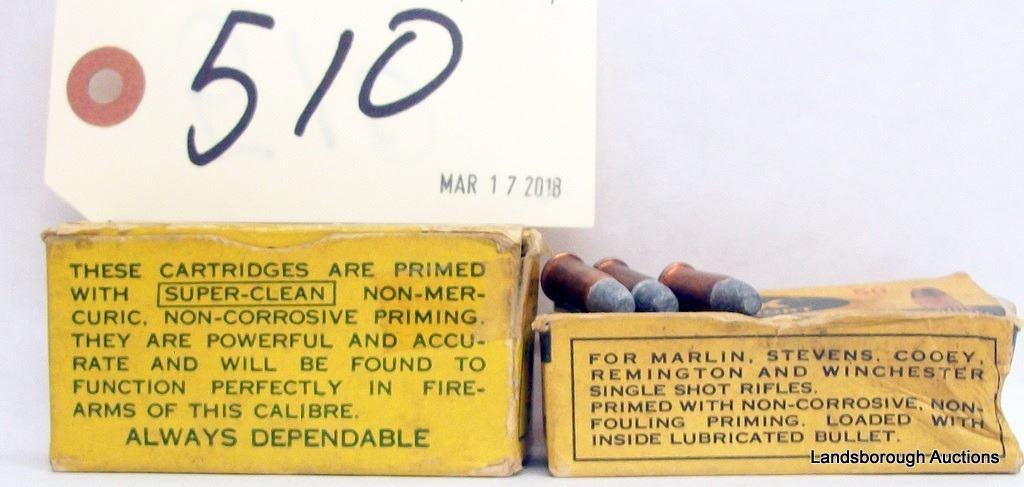 510
MAR 17 2018
THESE CARTRIDGES ARE PRIMED
WITH SUPER-CLEAN NON-MER-
CURIC, NON-CORROSIVE PRIMING.
THEY ARE POWERFUL AND ACCU-
RATE AND WILL BE FOUND TO
FUNCTION PERFECTLY IN FIRE-
ARMS OF THIS CALIBRE.
ALWAYS DEPENDABLE
50
FOR MARLIN, STEVENS, COOEY,
REMINGTON AND WINCHESTER
SINGLE SHOT RIFLES.
PRIMED WITH NON-CORROSIVE, NON-
FOULING PRIMING. LOADED WITH
INSIDE LUBRICATED BULLET.
Landsborough Auctions